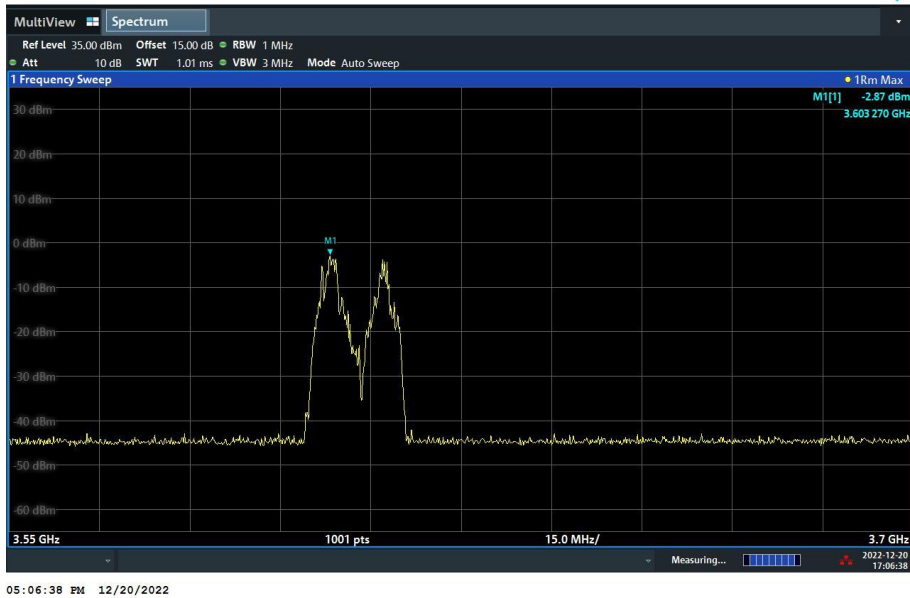 MultiView Spectrum
Ref Level 35.00 dBm Offset 15.00 dB RBW 1 MHz
Att 10 dB SWT 1.01 ms VBW 3 MHz Mode Auto Sweep
1 Frequency Sweep 1Rm Max
M1[1] -2.87 dBm
3.603 270 GHz
30 dBm
20 dBm
10 dBm
0 dBm
M1
-10 dBm
-20 dBm
-30 dBm
-40 dBm
-50 dBm
-60 dBm
3.55 GHz 1001 pts 15.0 MHz/ 3.7 GHz
Measuring... 2022-12-20
17:06:38
05:06:38 PM 12/20/2022